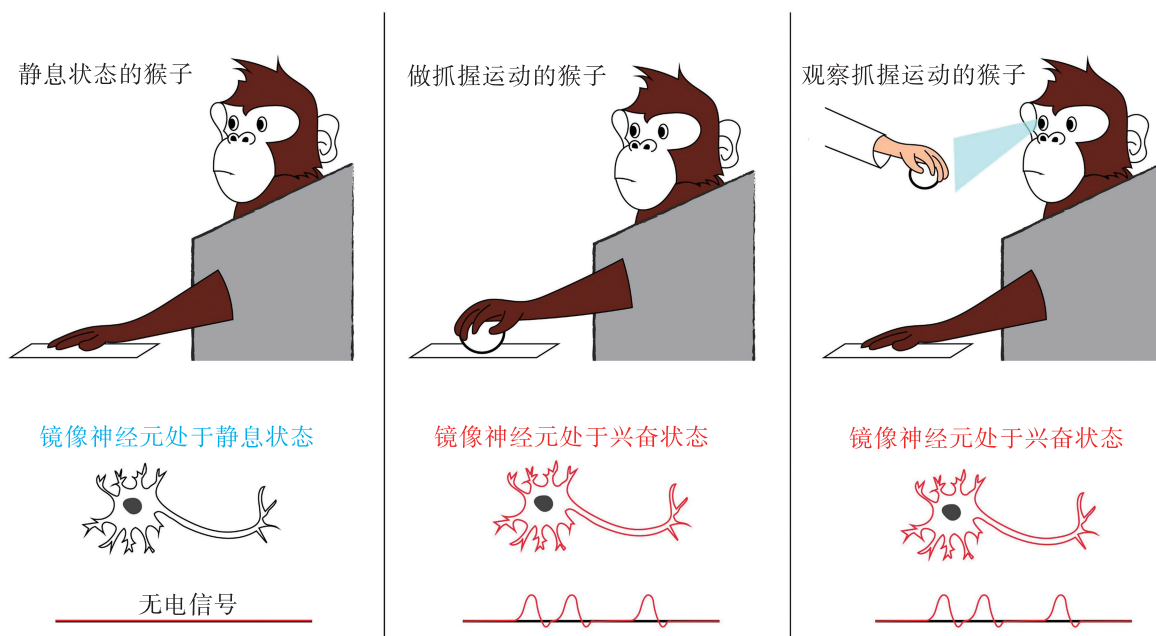 静息状态的猴子
做抓握运动的猴子
观察抓握运动的猴子
镜像神经元处于静息状态
镜像神经元处于兴奋状态
镜像神经元处于兴奋状态
无电信号